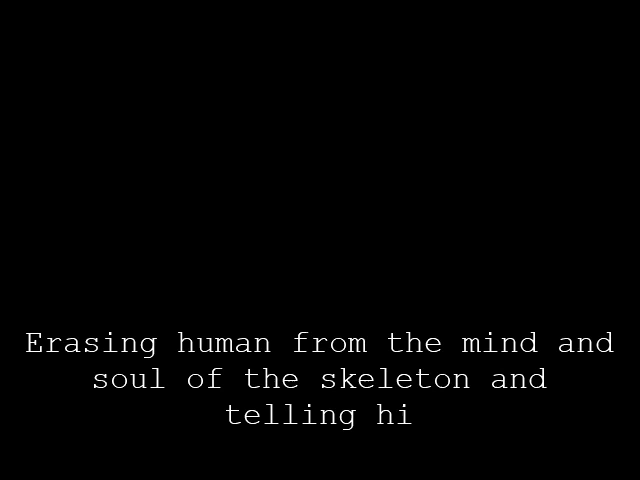 Erasing human from the mind and
soul of the skeleton and
telling hi